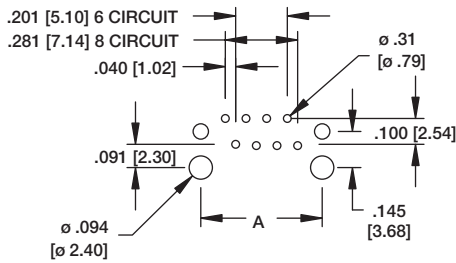 .201 [5.10] 6 CIRCUIT
.281 [7.14] 8 CIRCUIT
.040 [1.02]
ø .31
[ø .79]
.100 [2.54]
.091 [2.30]
A
ø .094
[ø 2.40]
.145
[3.68]